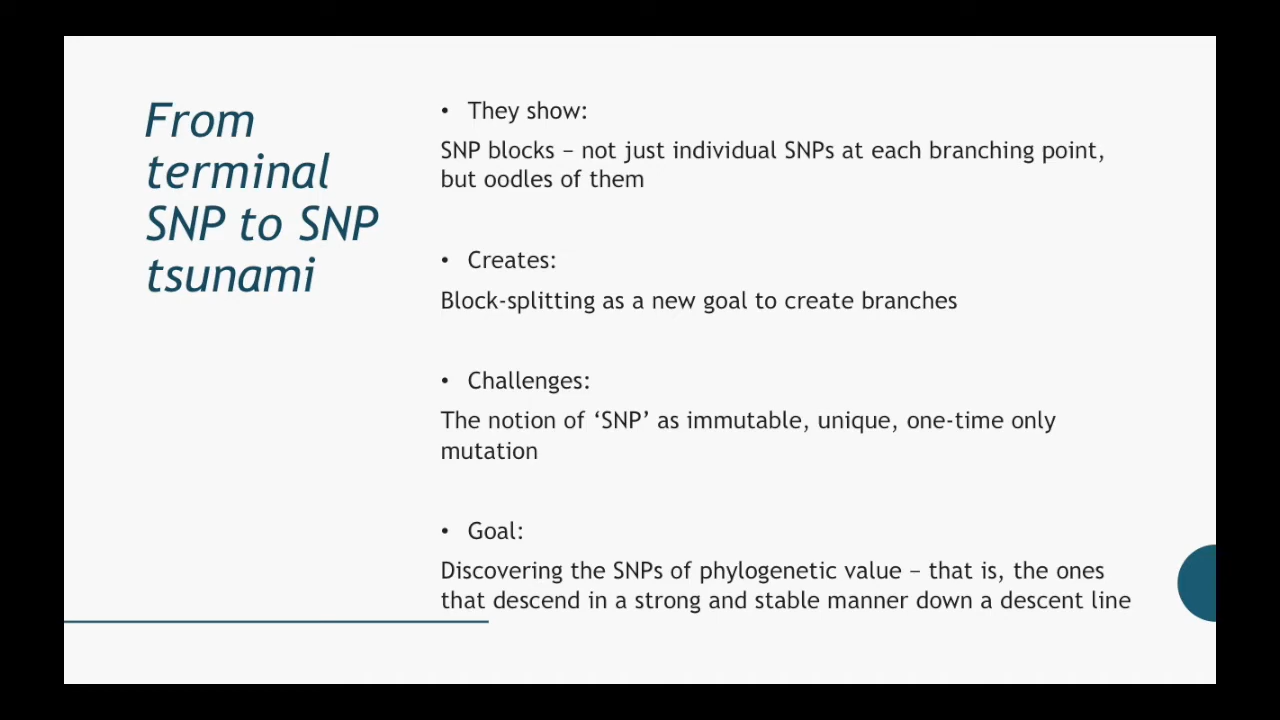 From
terminal
SNP to SNP
tsunami
• They show:
SNP blocks – not just individual SNPs at each branching point,
but oodles of them
• Creates:
Block-splitting as a new goal to create branches
• Challenges:
The notion of ‘SNP’ as immutable, unique, one-time only
mutation
• Goal:
Discovering the SNPs of phylogenetic value – that is, the ones
that descend in a strong and stable manner down a descent line